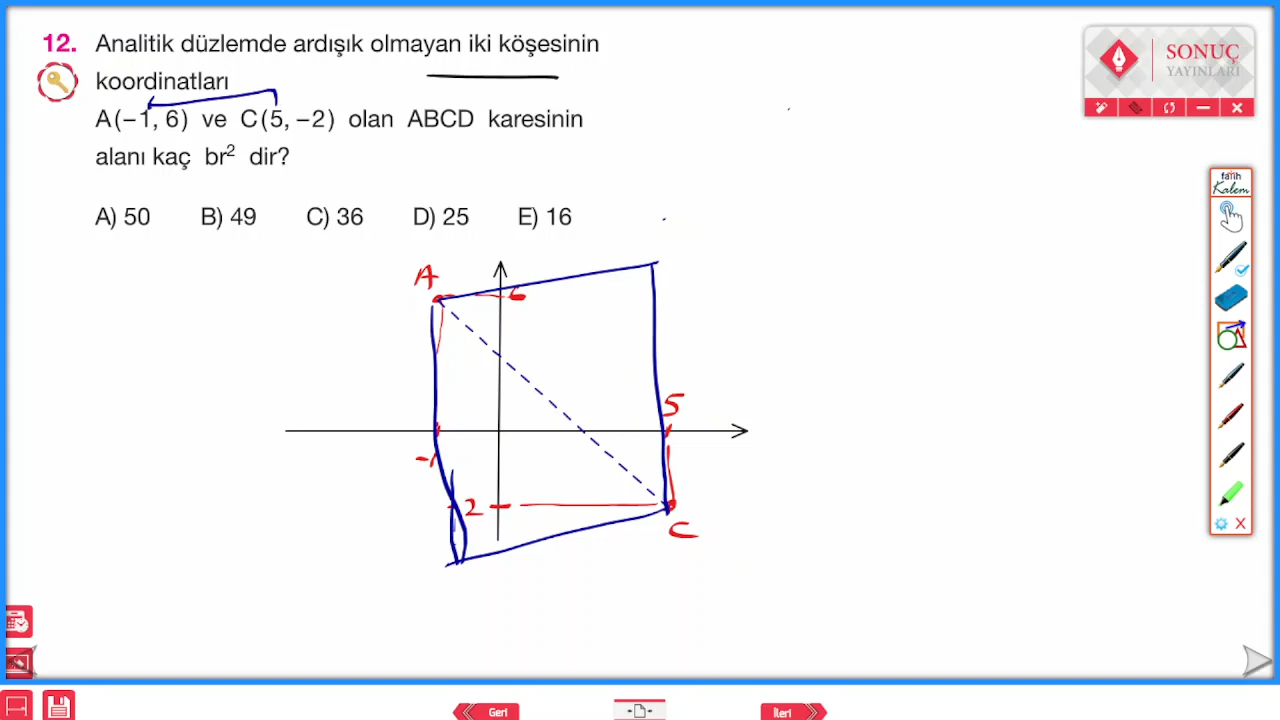 12. Analitik düzlemde ardışık olmayan iki köşesinin
koordinatları
A(−1, 6) ve C(5, −2) olan ABCD karesinin
alanı kaç br² dir?
A) 50 B) 49 C) 36 D) 25 E) 16
A
6
5
-1
2
C
SONUÇ
YAYINLARI
fatih
Kalem
Geri
İleri